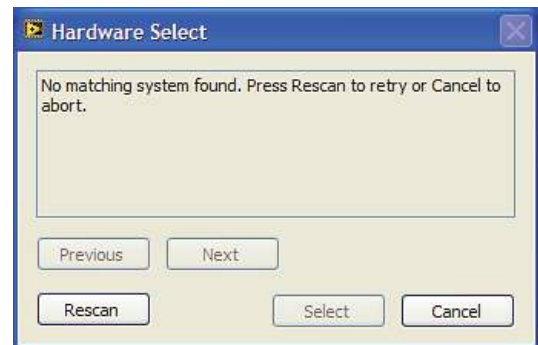 Hardware Select
No matching system found. Press Rescan to retry or Cancel to
abort.
Previous
Next
Rescan
Select
Cancel